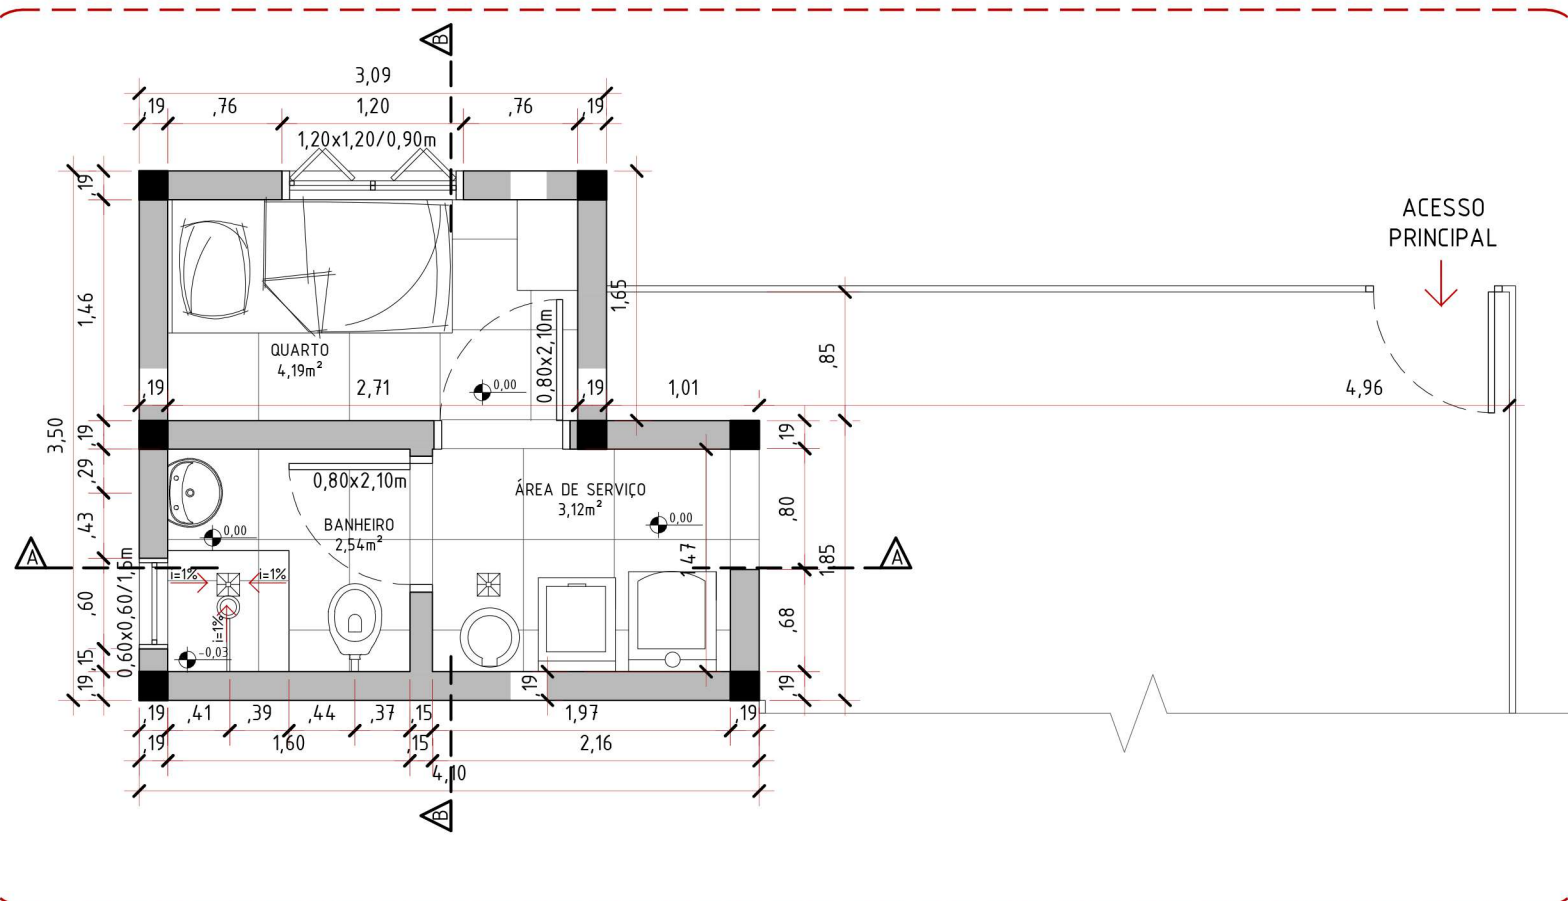 B
3,09
,19
,76
1,20
,76
,19
1,20x1,20/0,90m
,19
1,46
1,65
ACESSO
PRINCIPAL
0,80x2,10m
QUARTO
4,19m²
0,00
,85
,19
2,71
,19
1,01
4,96
3,50
,19
,19
,29
0,80x2,10m
ÁREA DE SERVIÇO
3,12m²
,43
0,00
BANHEIRO
2,54m²
0,00
,80
A
1,47
1,85
A
0,60x0,60/1,5m
i=1%
i=1%
,60
i=1%
,68
,15
-0,03
,19
,19
,19
,19
,41
,39
,44
,37
,15
1,97
,19
,19
1,60
,15
2,16
4,10
B